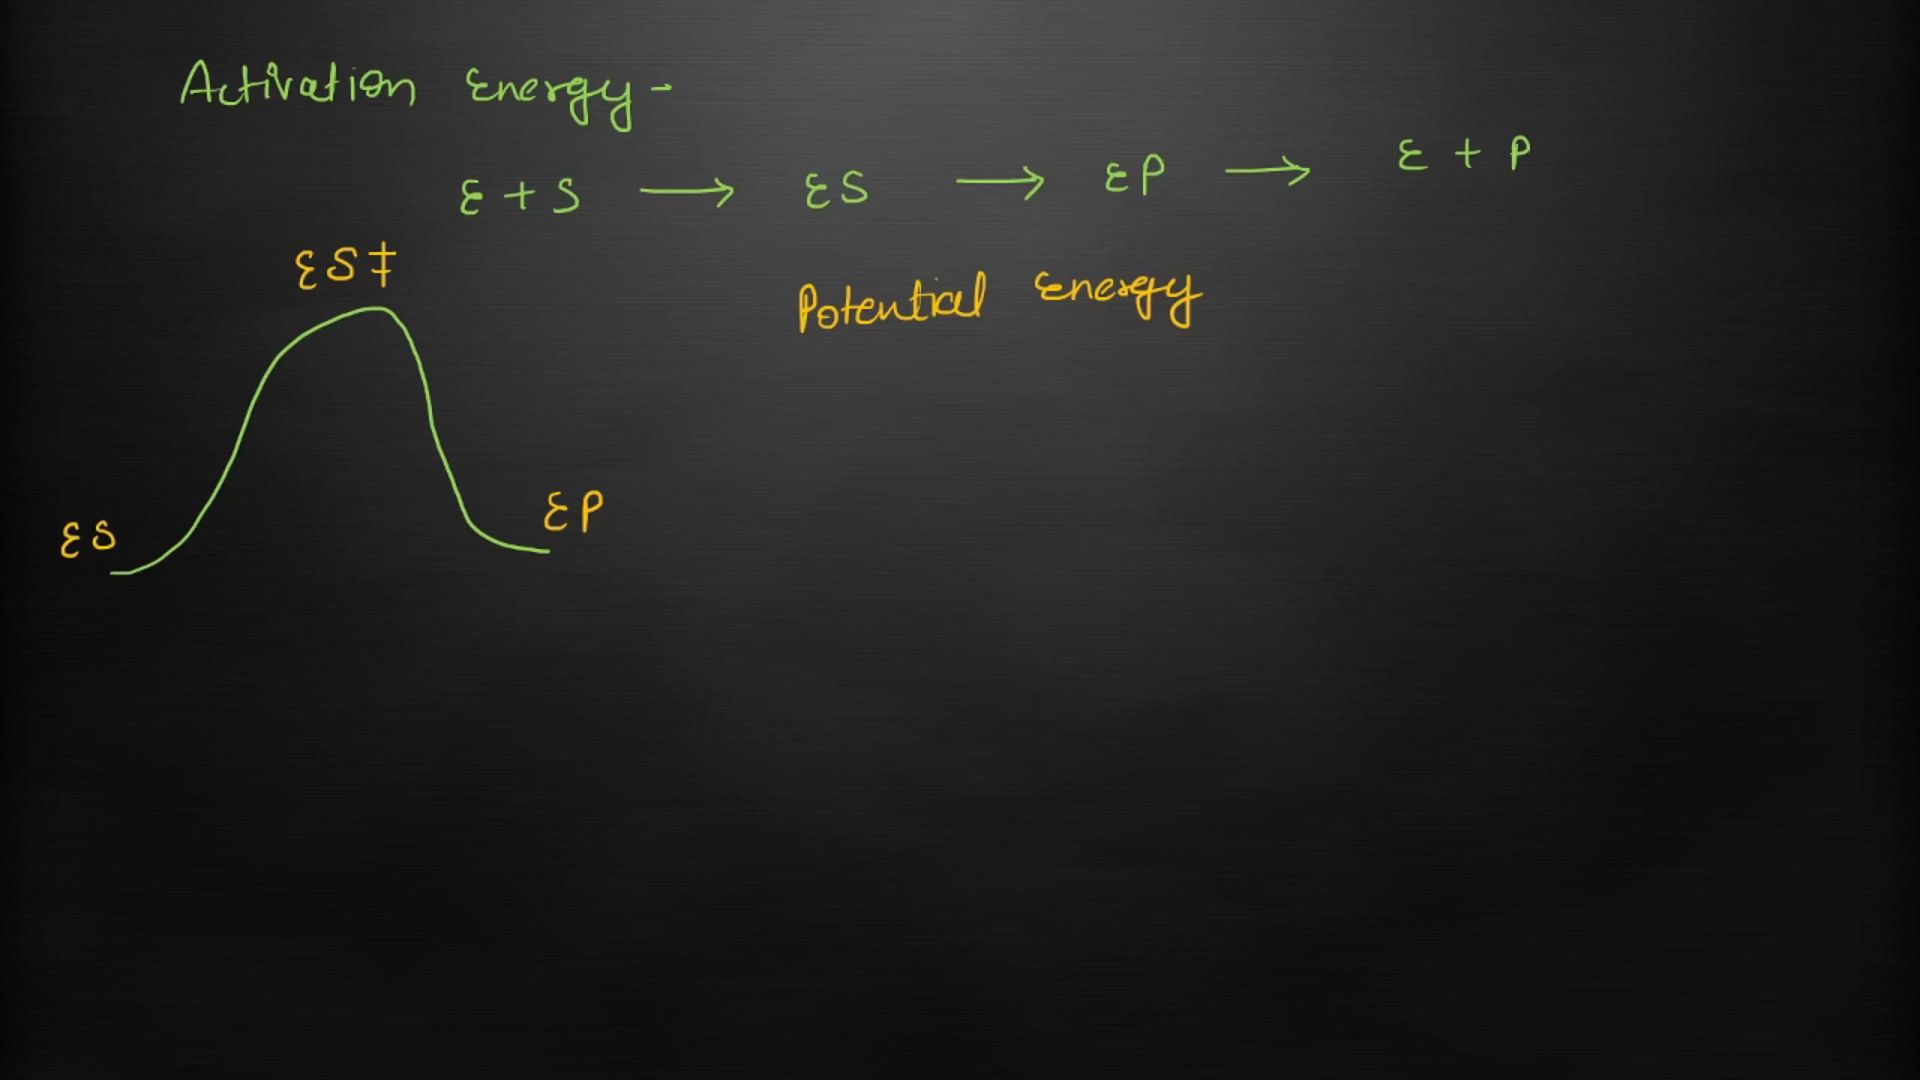 Activation Energy -
E + S → ES → EP → E + P
ES‡
Potential Energy
ES
EP